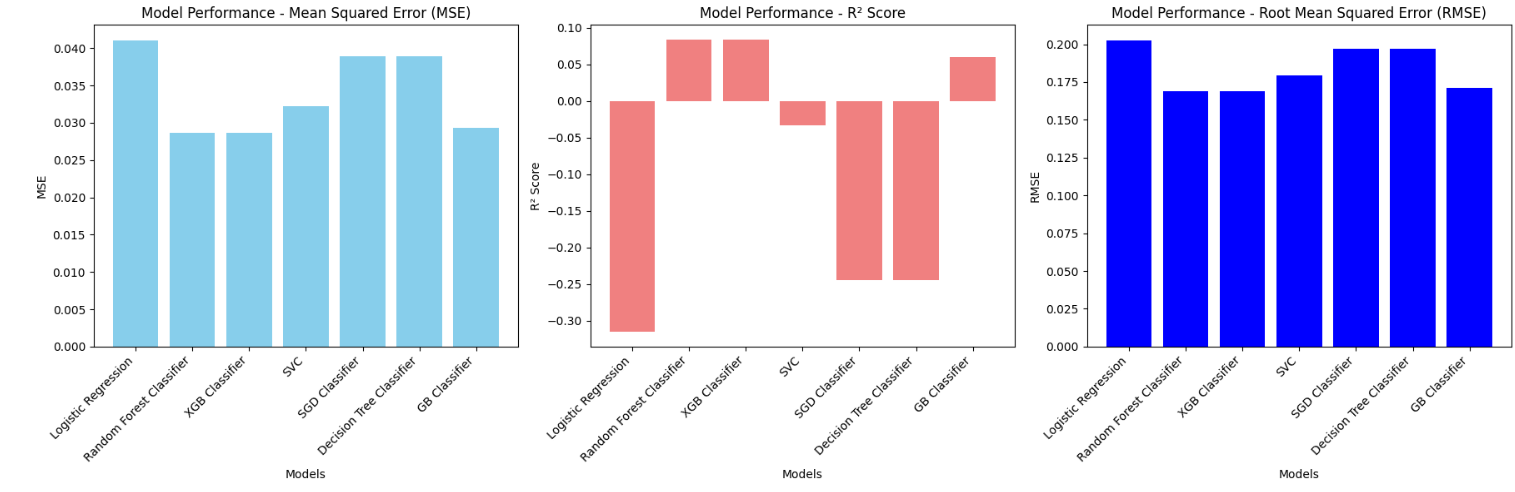 Model Performance - Mean Squared Error (MSE)
0.040
0.035
0.030
0.025
0.020
0.015
0.010
0.005
0.000
MSE
Logistic Regression
Random Forest Classifier
XGB Classifier
SVC
SGD Classifier
Decision Tree Classifier
GB Classifier
Models
Model Performance - R² Score
0.10
0.05
0.00
−0.05
−0.10
−0.15
−0.20
−0.25
−0.30
R² Score
Logistic Regression
Random Forest Classifier
XGB Classifier
SVC
SGD Classifier
Decision Tree Classifier
GB Classifier
Models
Model Performance - Root Mean Squared Error (RMSE)
0.200
0.175
0.150
0.125
0.100
0.075
0.050
0.025
0.000
RMSE
Logistic Regression
Random Forest Classifier
XGB Classifier
SVC
SGD Classifier
Decision Tree Classifier
GB Classifier
Models